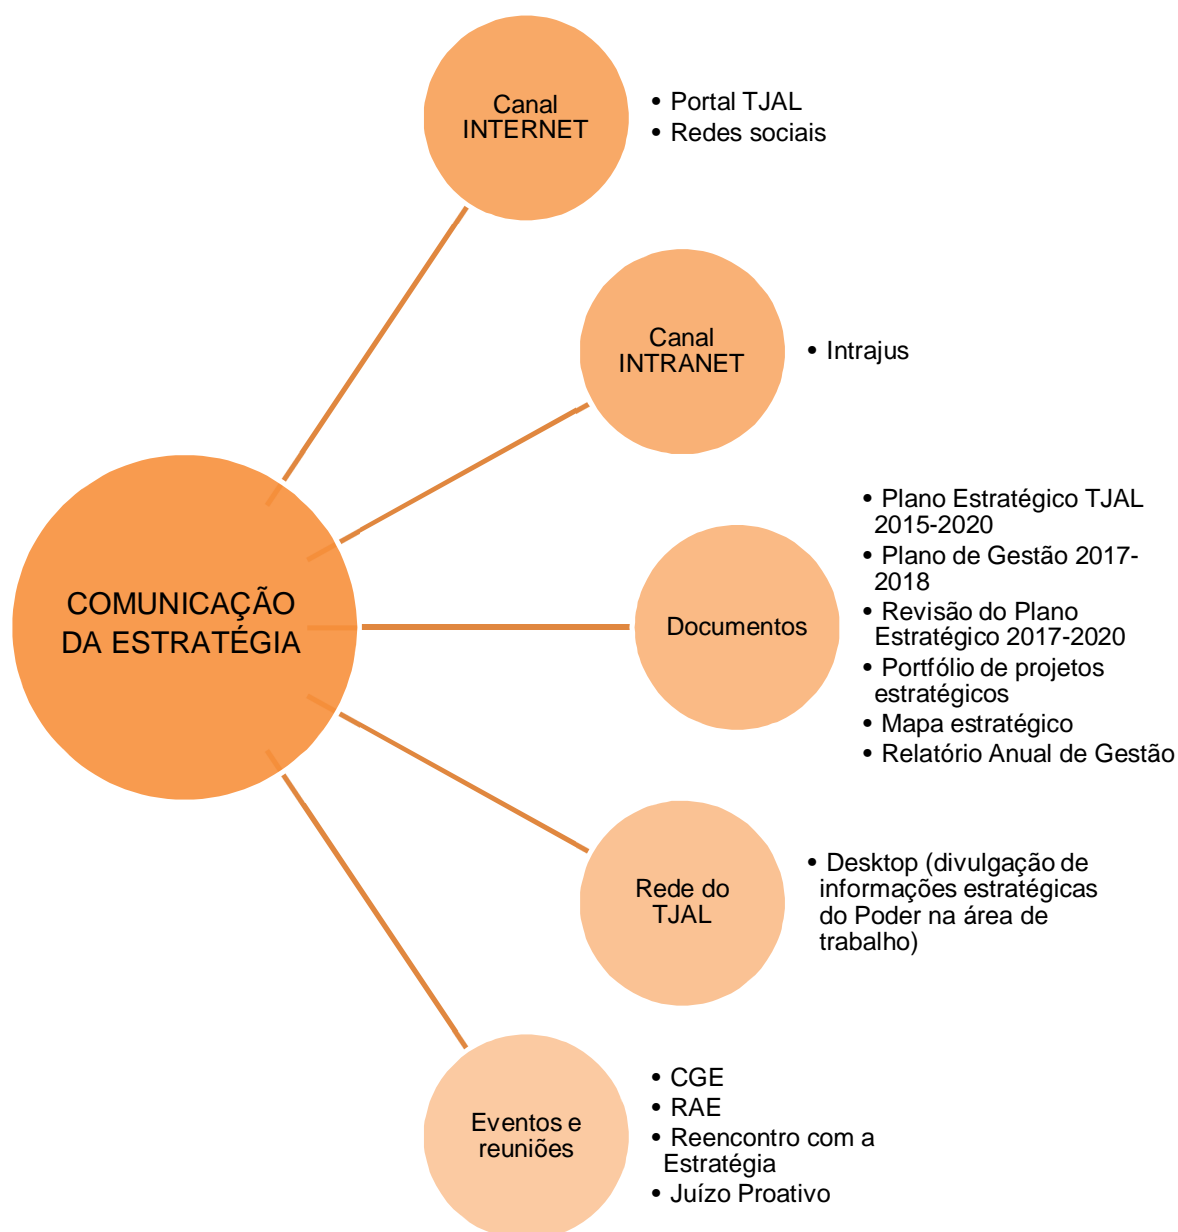 Canal
INTERNET
• Portal TJAL
• Redes sociais
Canal
INTRANET
• Intrajus
COMUNICAÇÃO
DA ESTRATÉGIA
Documentos
• Plano Estratégico TJAL
2015-2020
• Plano de Gestão 2017-
2018
• Revisão do Plano
Estratégico 2017-2020
• Portfólio de projetos
estratégicos
• Mapa estratégico
• Relatório Anual de Gestão
Rede do
TJAL
• Desktop (divulgação de
informações estratégicas
do Poder na área de
trabalho)
Eventos e
reuniões
• CGE
• RAE
• Reencontro com a
Estratégia
• Juízo Proativo